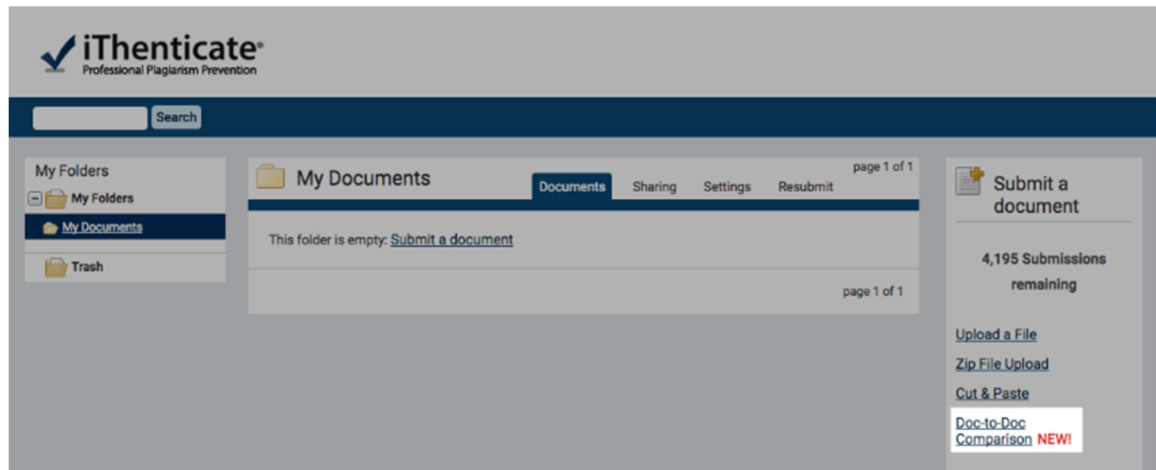 iThenticate®
Professional Plagiarism Prevention
Search
My Folders
My Folders
My Documents
Trash
My Documents
Documents Sharing Settings Resubmit
page 1 of 1
This folder is empty: Submit a document
page 1 of 1
Submit a
document
4,195 Submissions
remaining
Upload a File
Zip File Upload
Cut & Paste
Doc-to-Doc
Comparison NEW!